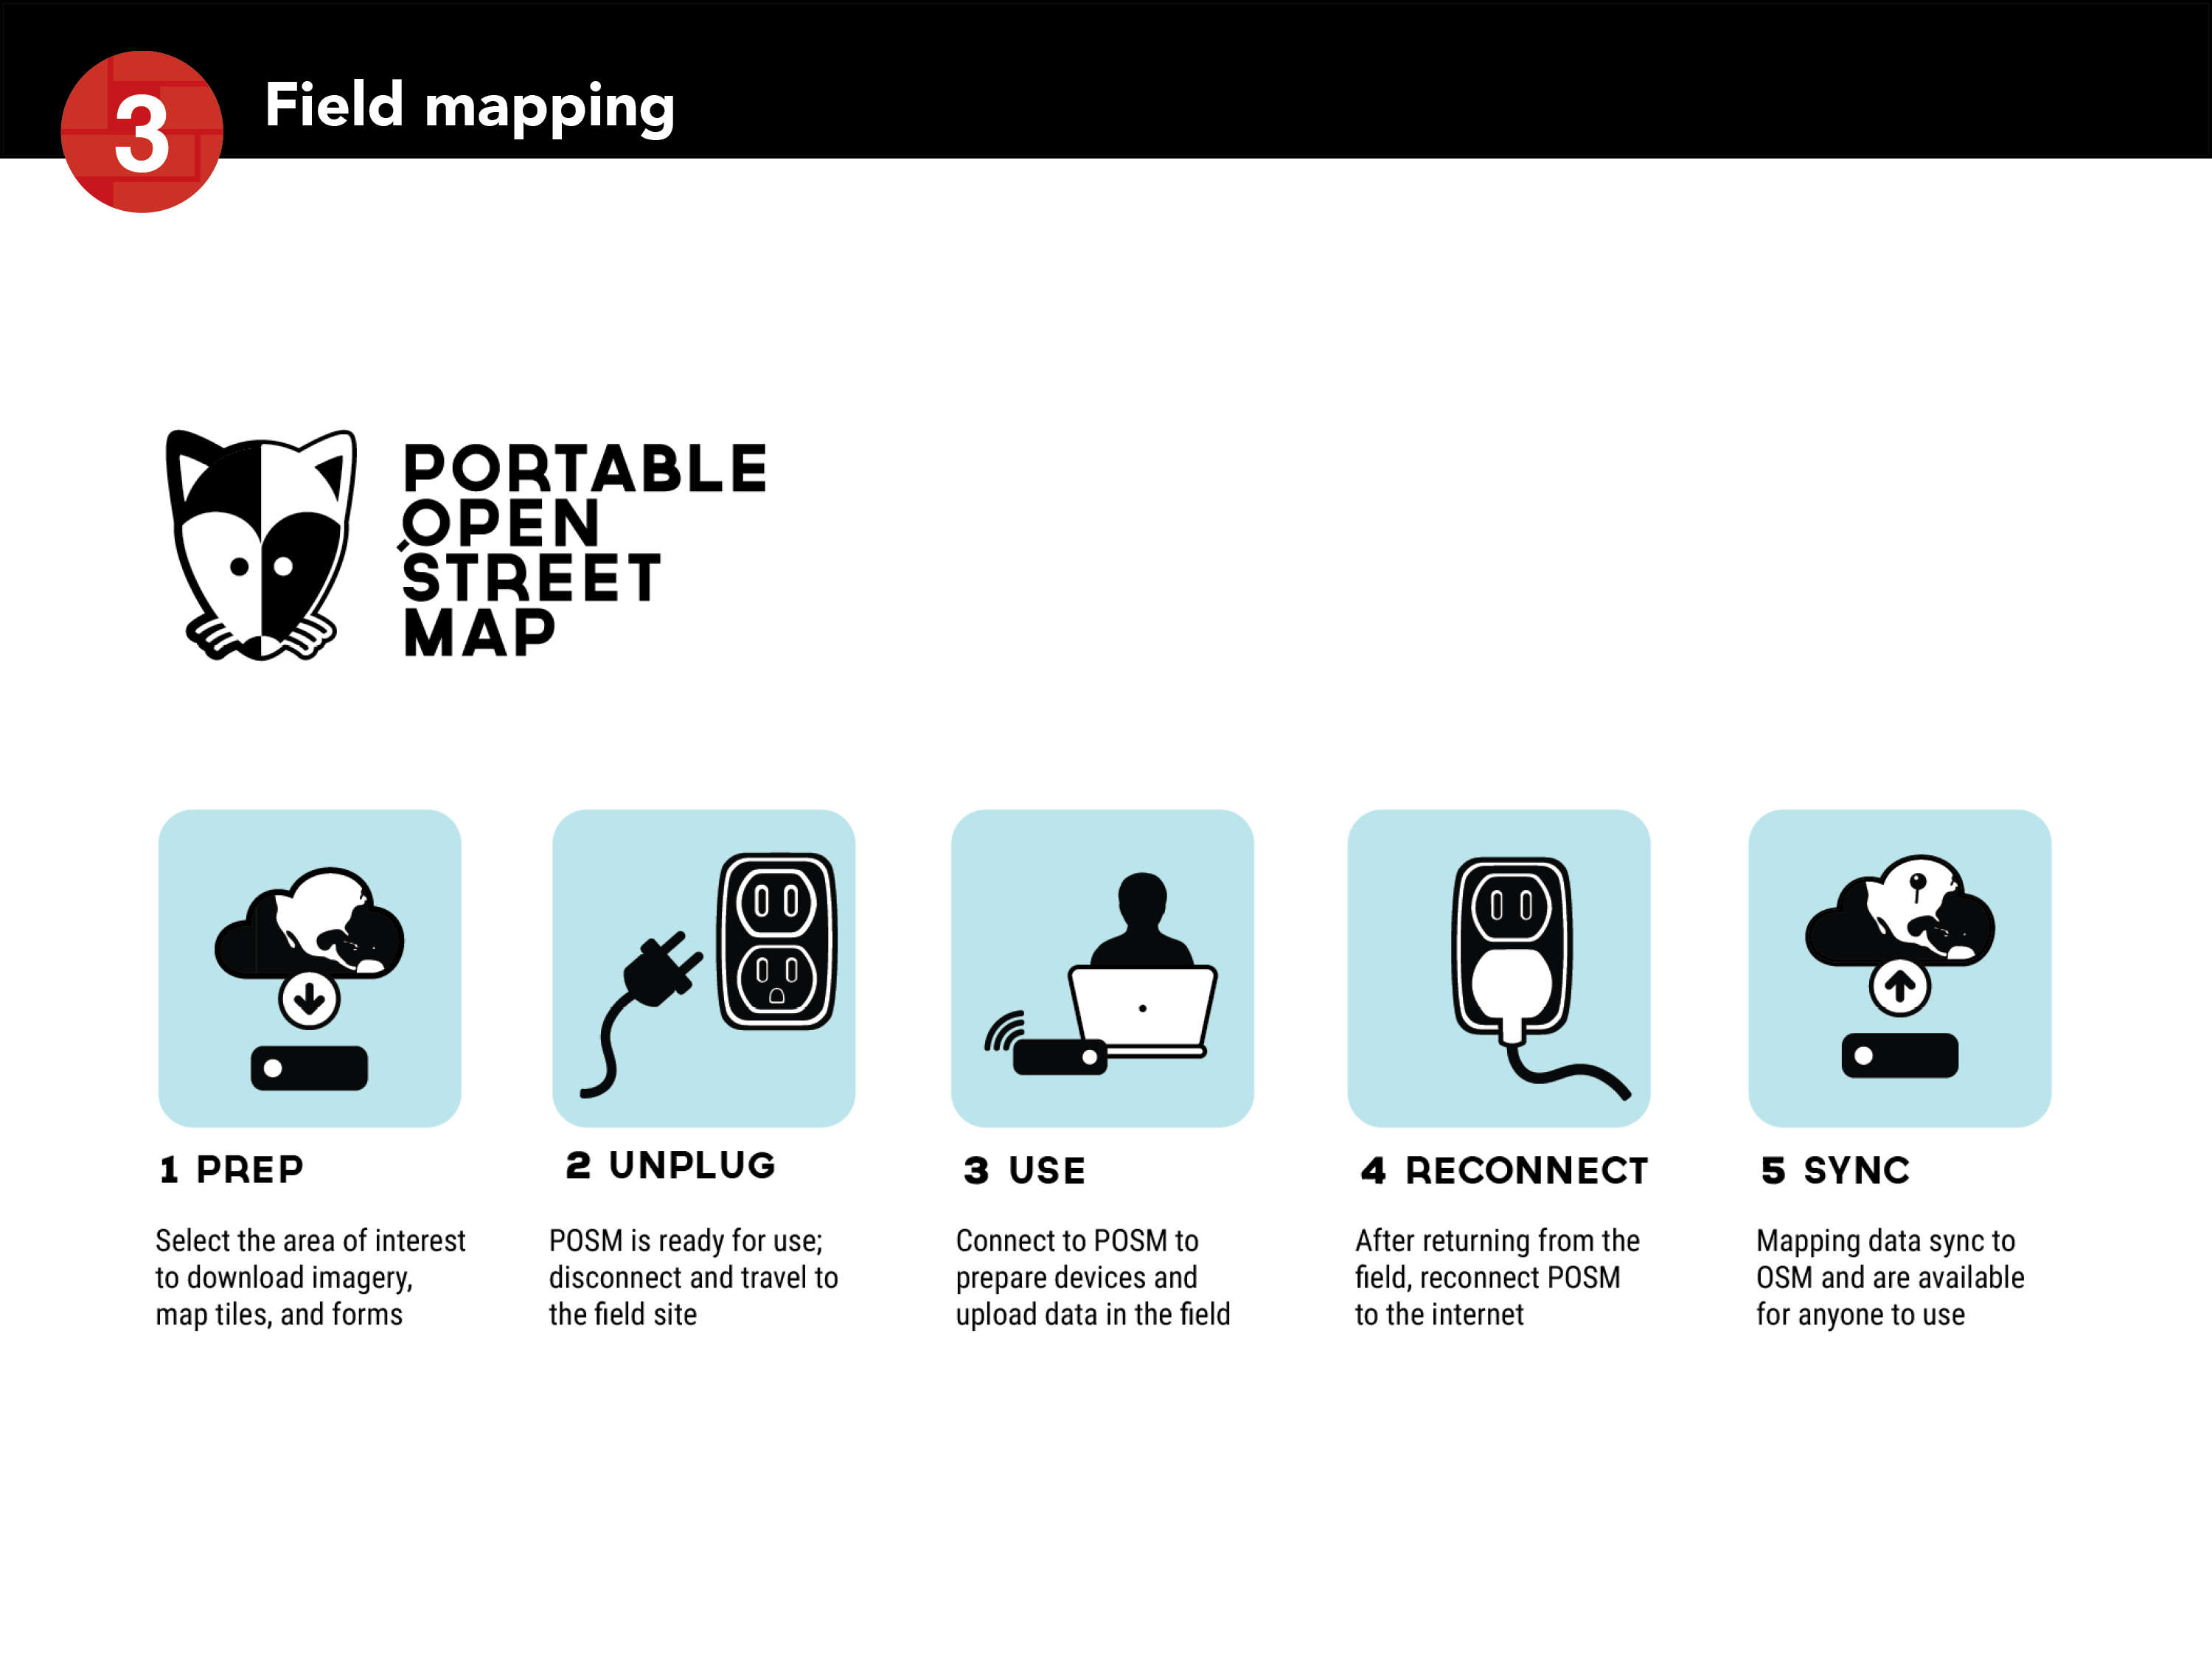 3
Field mapping
PORTABLE
OPEN
STREET
MAP
1 PREP
Select the area of interest
to download imagery,
map tiles, and forms
2 UNPLUG
POSM is ready for use;
disconnect and travel to
the field site
3 USE
Connect to POSM to
prepare devices and
upload data in the field
4 RECONNECT
After returning from the
field, reconnect POSM
to the internet
5 SYNC
Mapping data sync to
OSM and are available
for anyone to use